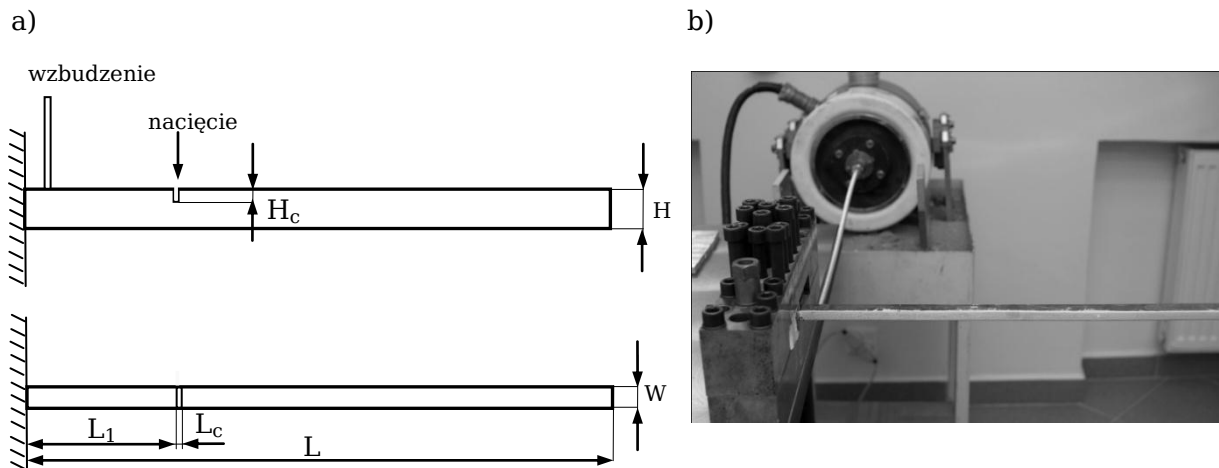 a)
b)
wzbudzenie
nacięcie
H
H_c
W
L_1
L_c
L